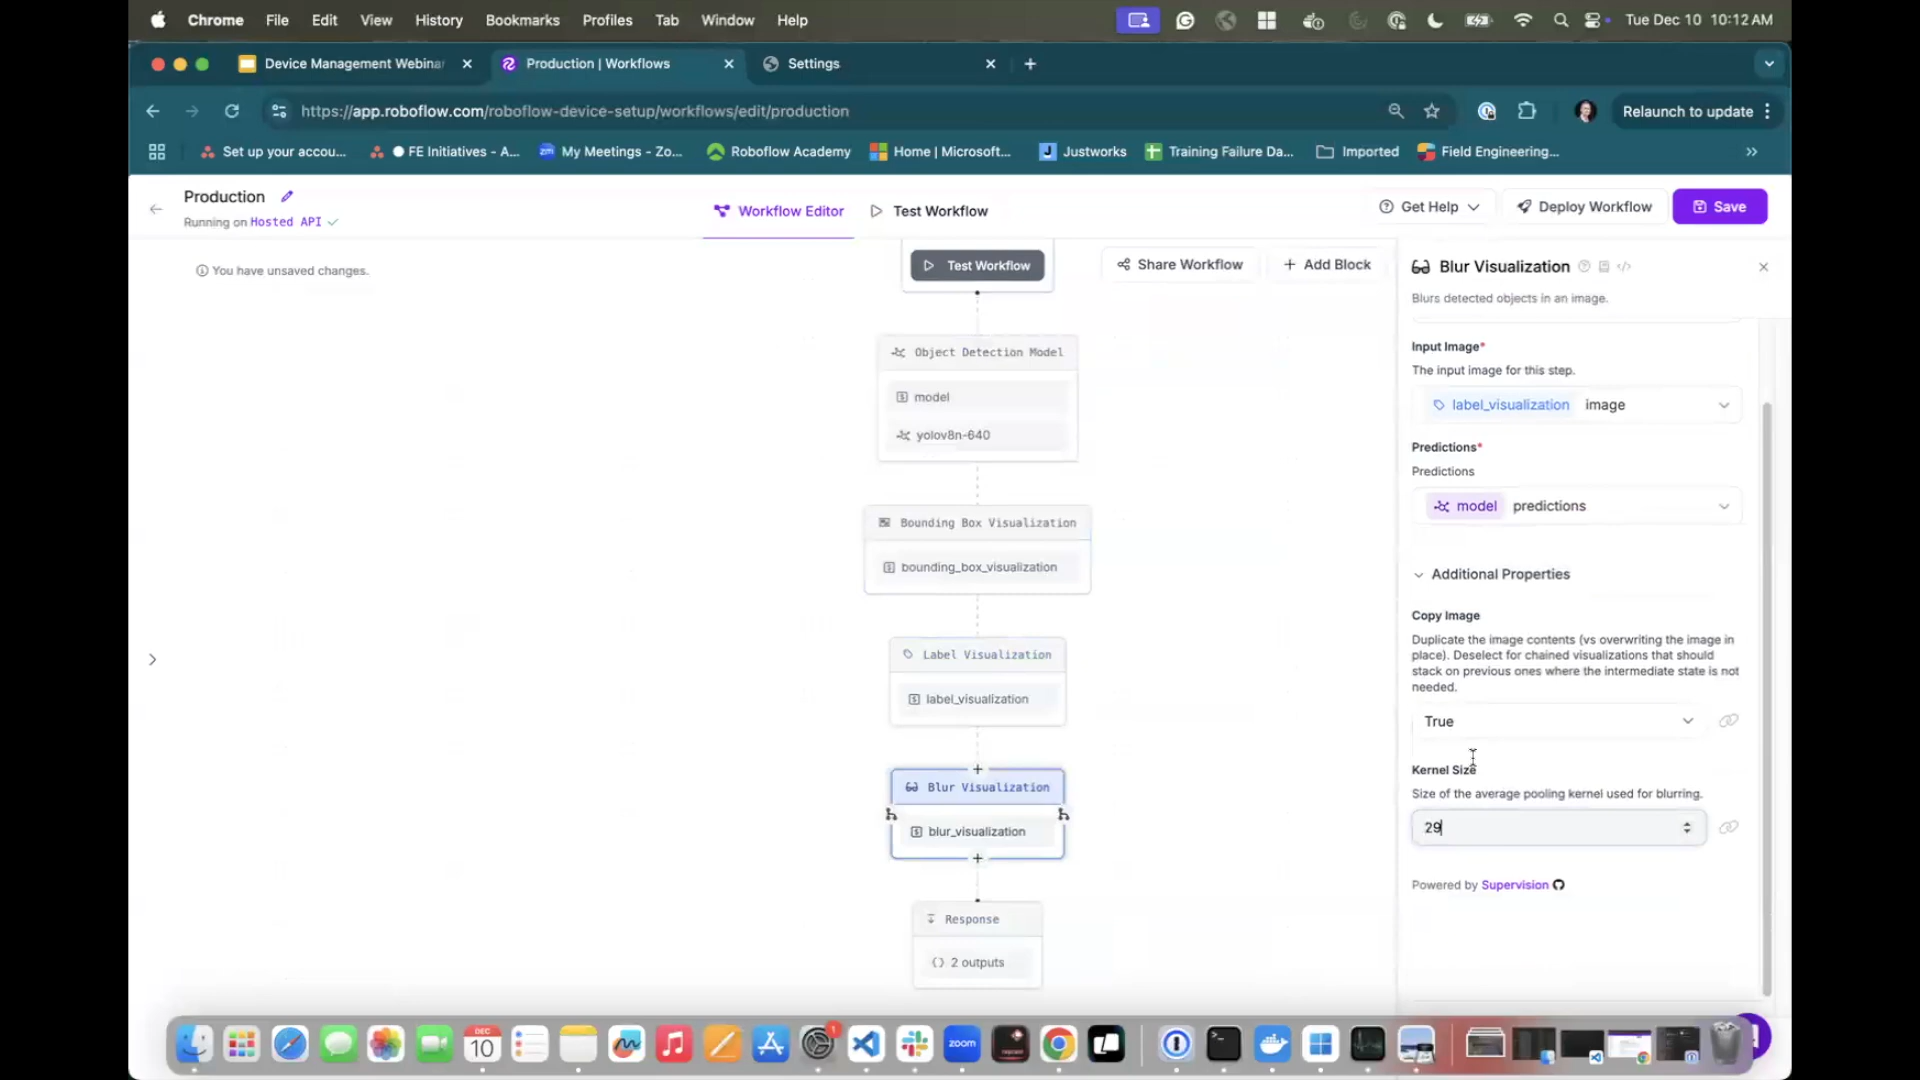 Chrome File Edit View History Bookmarks Profiles Tab Window Help Tue Dec 10 10:12 AM
Device Management Webinar
Production | Workflows
Settings
https://app.roboflow.com/roboflow-device-setup/workflows/edit/production
Relaunch to update
Set up your accou...
FE Initiatives - A...
zm
My Meetings - Zo...
Roboflow Academy
Home | Microsoft...
J
Justworks
Training Failure Da...
Imported
Field Engineering...
Production
Running on Hosted API
Workflow Editor
Test Workflow
Get Help
Deploy Workflow
Save
You have unsaved changes.
Test Workflow
Share Workflow
Add Block
Object Detection Model
model
yolov8n-640
Bounding Box Visualization
bounding_box_visualization
Label Visualization
label_visualization
Blur Visualization
blur_visualization
Response
2 outputs
Blur Visualization
Blurs detected objects in an image.
Input Image*
The input image for this step.
label_visualization image
Predictions*
Predictions
model predictions
Additional Properties
Copy Image
Duplicate the image contents (vs overwriting the image in
place). Deselect for chained visualizations that should
stack on previous ones where the intermediate state is not
needed.
True
Kernel Size
Size of the average pooling kernel used for blurring.
29
Powered by Supervision
DEC
10
1
zoom